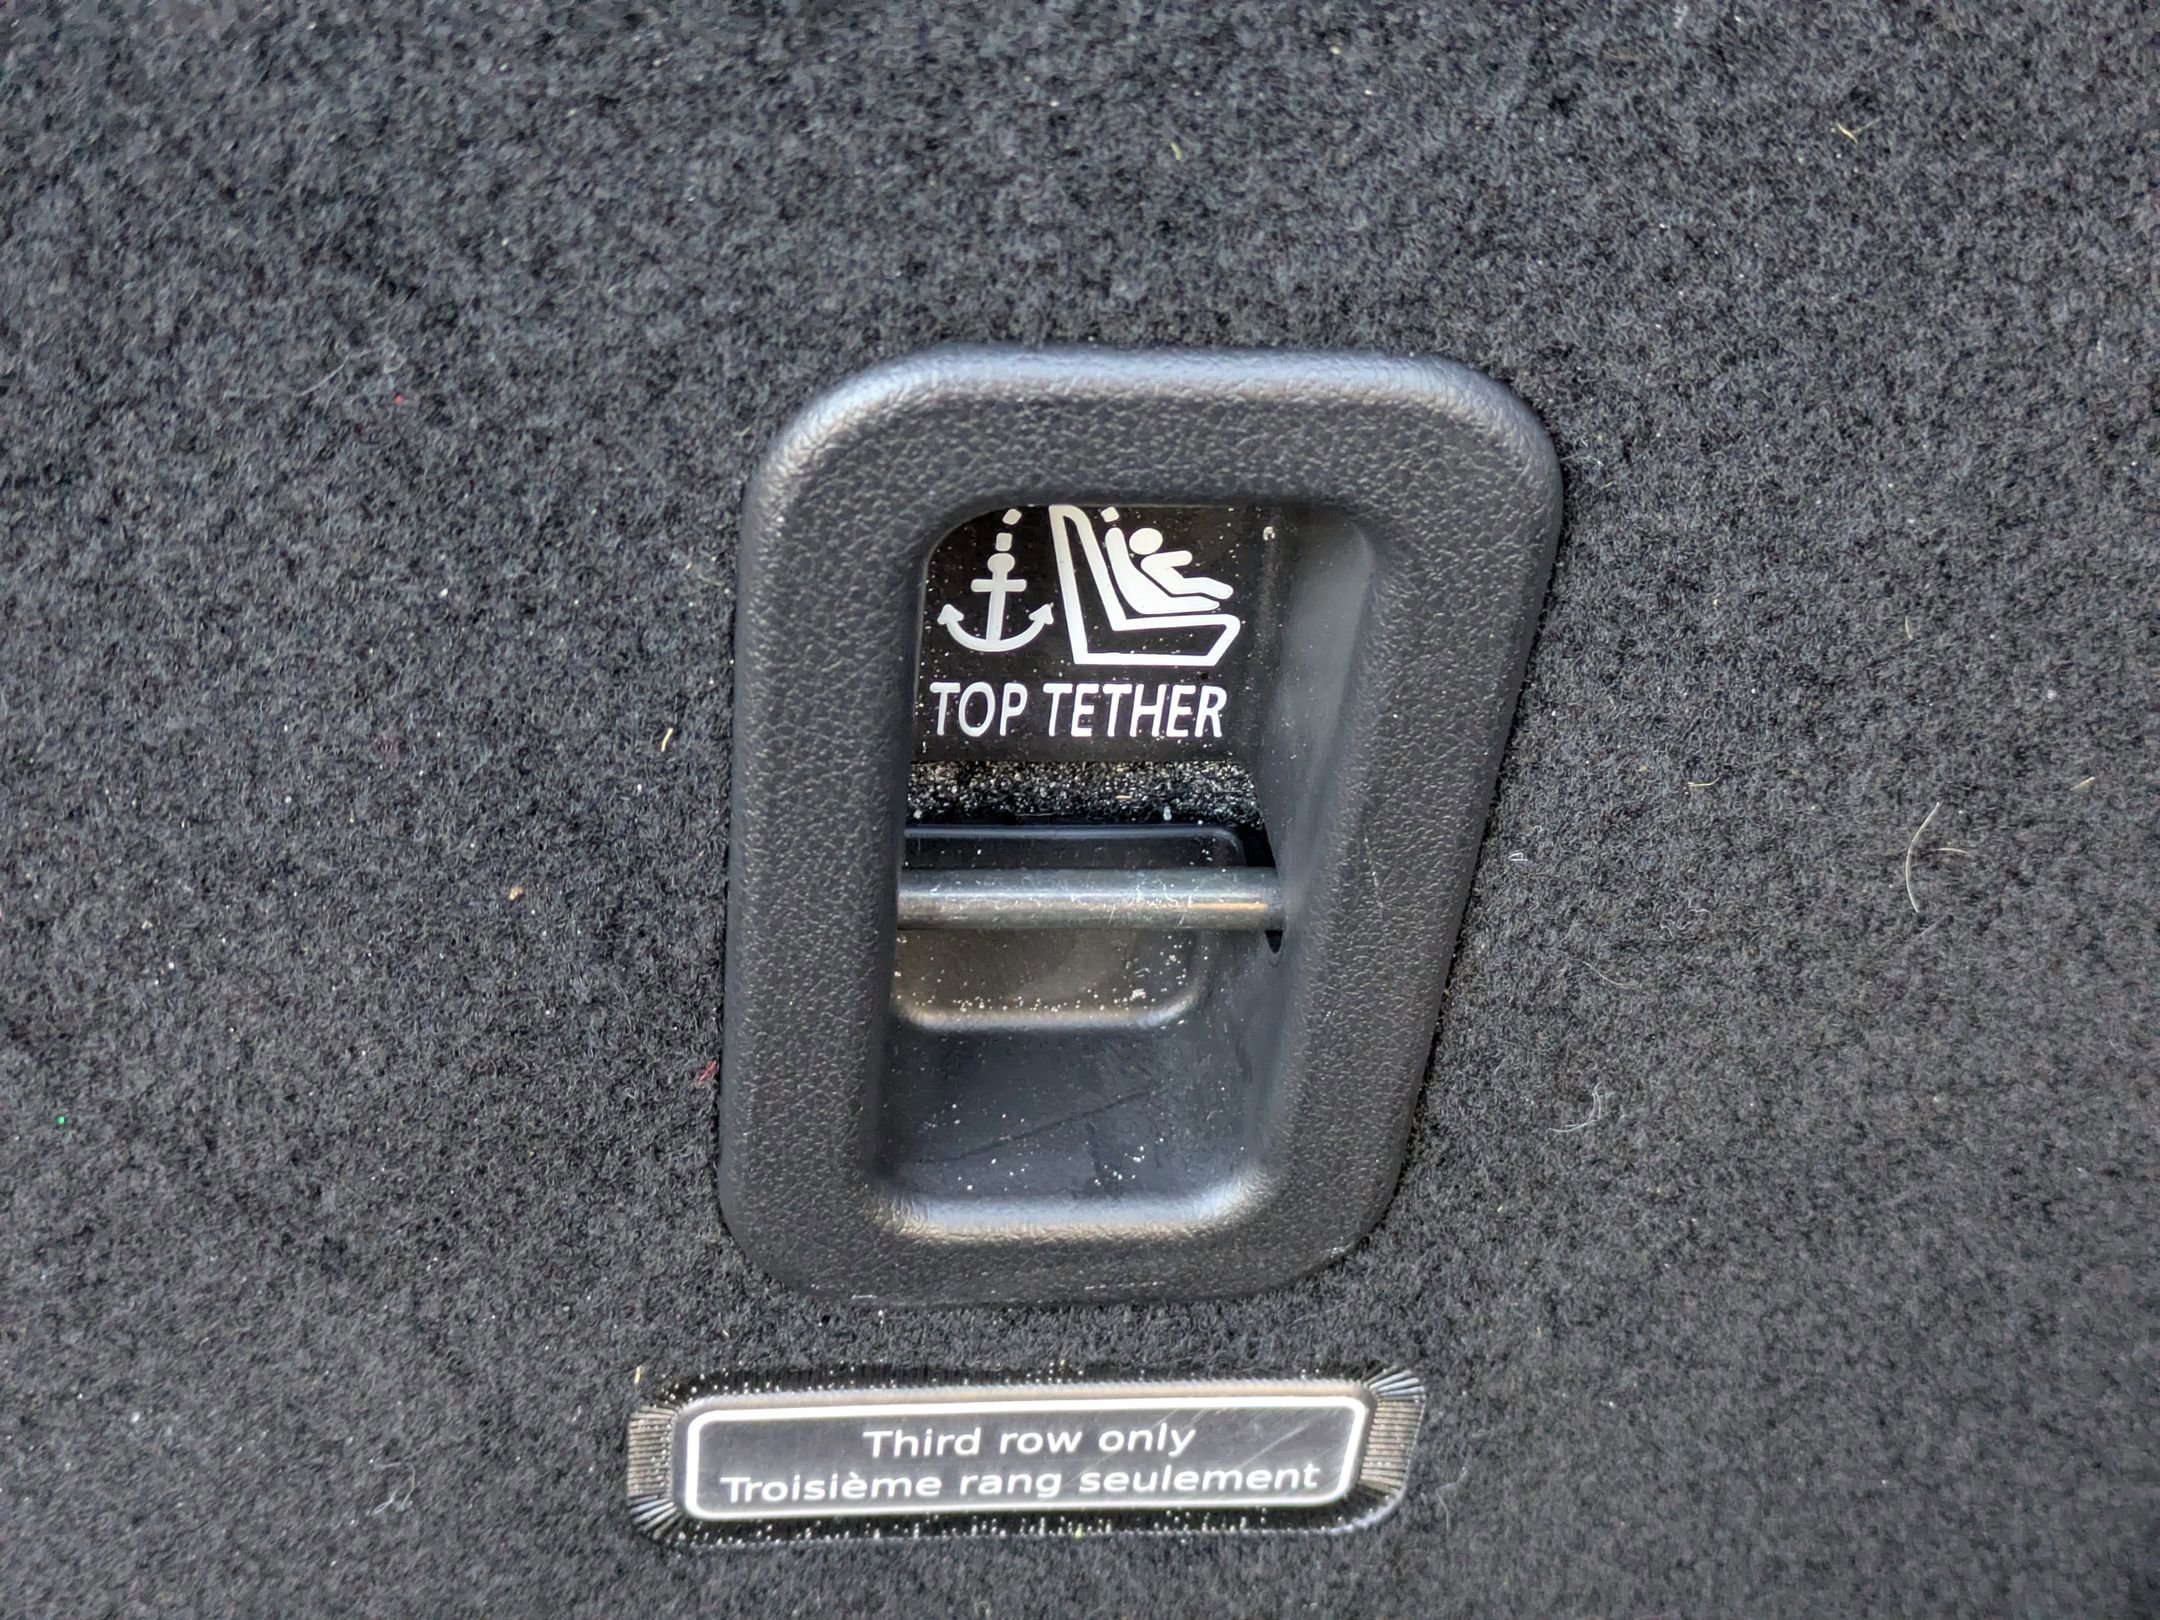 TOP TETHER
Third row only
Troisième rang seulement